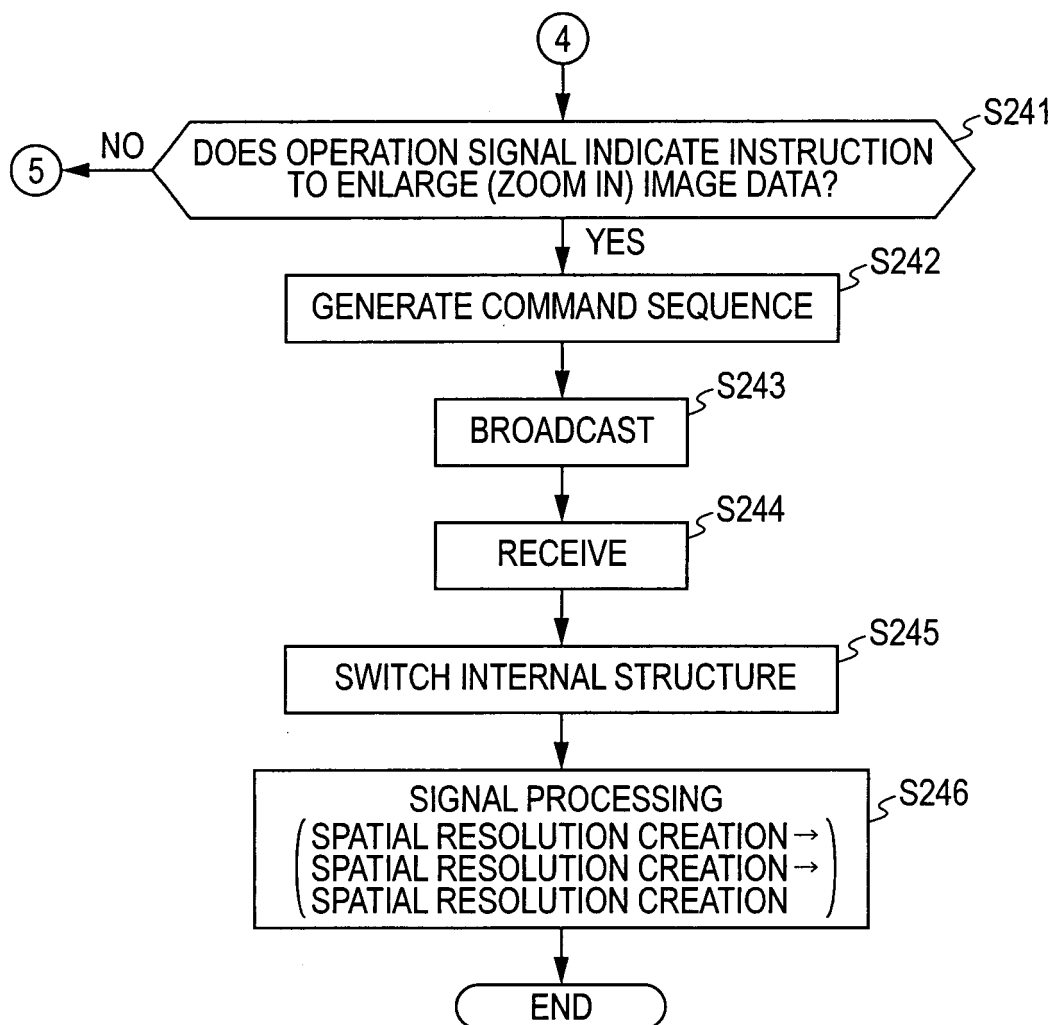 4
S241
NO
5
DOES OPERATION SIGNAL INDICATE INSTRUCTION
TO ENLARGE (ZOOM IN) IMAGE DATA?
YES
S242
GENERATE COMMAND SEQUENCE
S243
BROADCAST
S244
RECEIVE
S245
SWITCH INTERNAL STRUCTURE
S246
SIGNAL PROCESSING
(SPATIAL RESOLUTION CREATION →
SPATIAL RESOLUTION CREATION →
SPATIAL RESOLUTION CREATION)
END